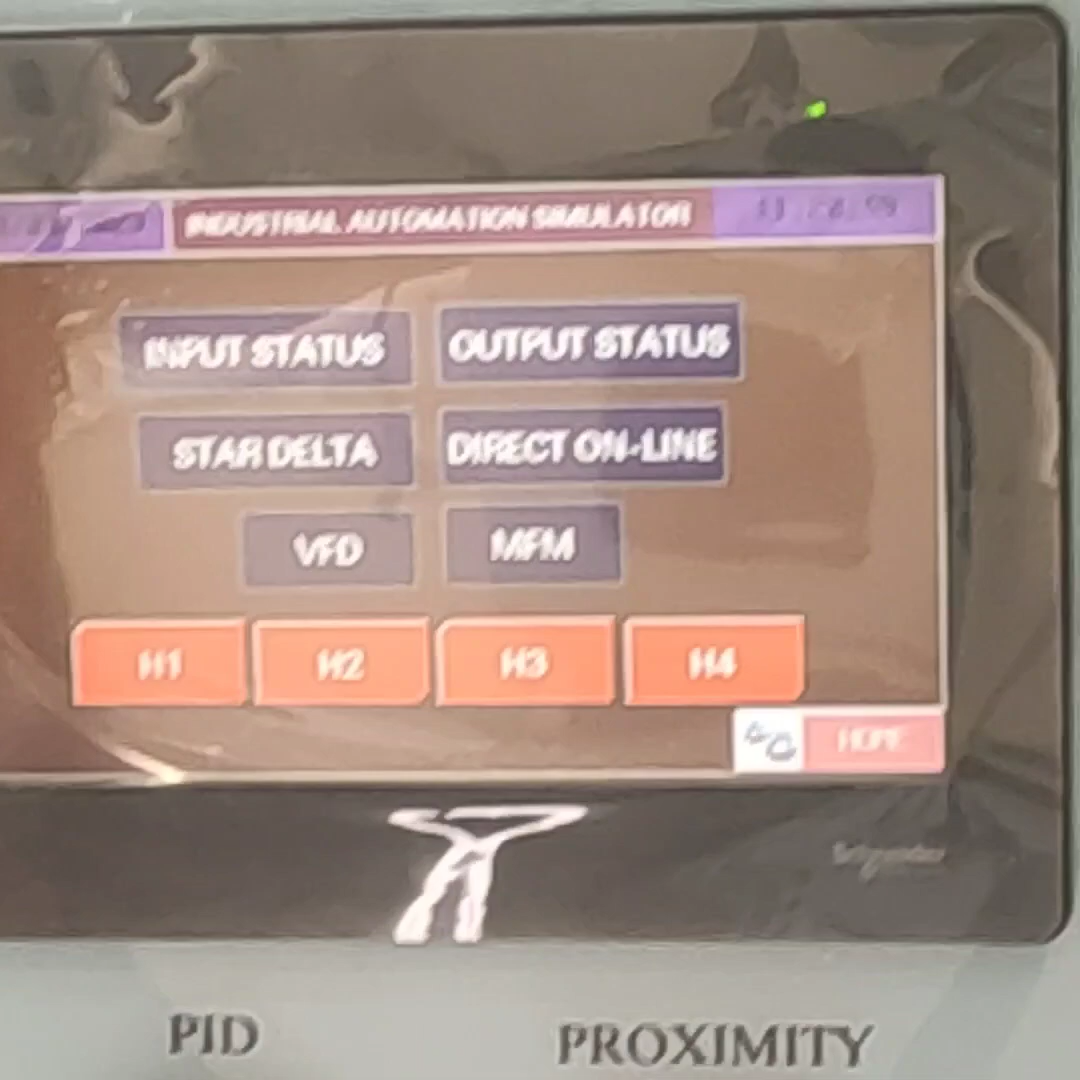 INDUSTRIAL AUTOMATION SIMULATOR
INPUT STATUS OUTPUT STATUS
STAR DELTA DIRECT ON-LINE
VFD MFM
H1 H2 H3 H4
HOME
PID PROXIMITY